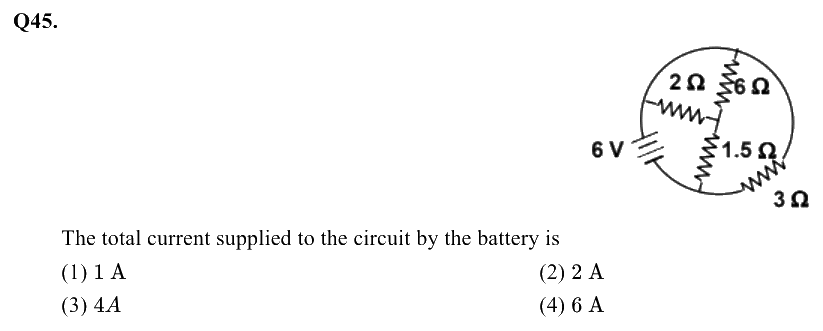 Q45.
2 Ω
6 Ω
6 V
1.5 Ω
3 Ω
The total current supplied to the circuit by the battery is
(1) 1 A (2) 2 A
(3) 4A (4) 6 A